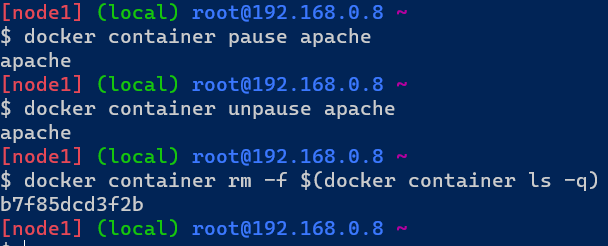 [node1] (local) root@192.168.0.8 ~
$ docker container pause apache
apache
[node1] (local) root@192.168.0.8 ~
$ docker container unpause apache
apache
[node1] (local) root@192.168.0.8 ~
$ docker container rm -f $(docker container ls -q)
b7f85dcd3f2b
[node1] (local) root@192.168.0.8 ~